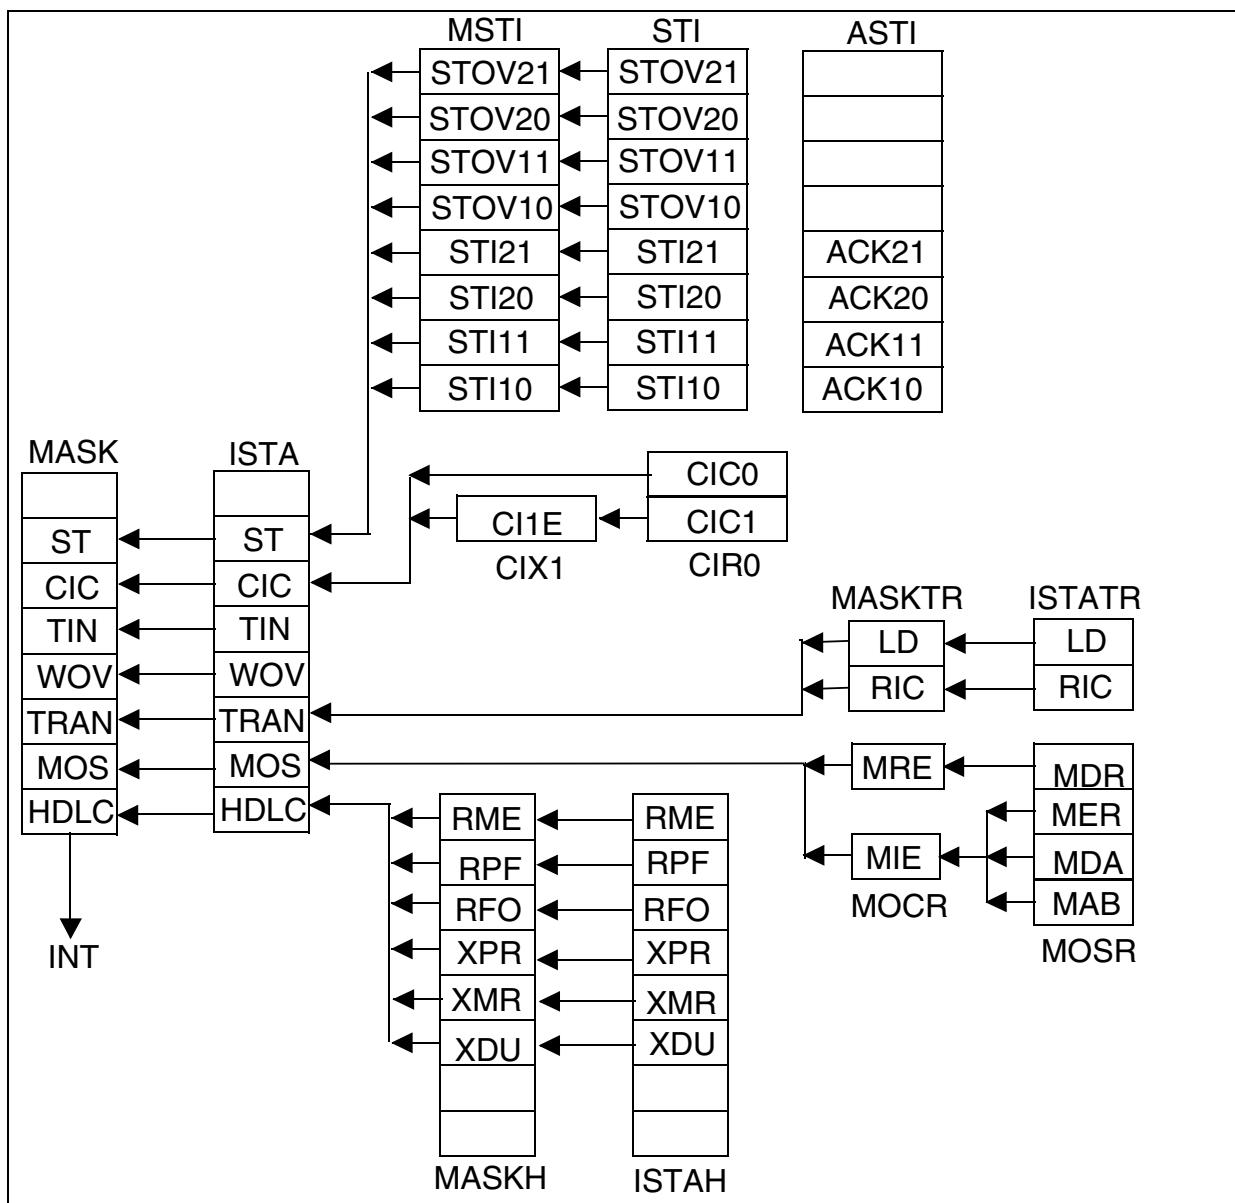 MSTI STI ASTI
STOV21 STOV21
STOV20 STOV20
STOV11 STOV11
STOV10 STOV10
STI21 STI21 ACK21
STI20 STI20 ACK20
STI11 STI11 ACK11
STI10 STI10 ACK10
MASK ISTA
CIC0
CI1E CIC1
CIX1 CIR0
ST ST
CIC CIC
TIN TIN
WOV WOV
TRAN TRAN
MOS MOS
HDLC HDLC
INT
MASKTR ISTATR
LD LD
RIC RIC
MRE MDR
MER
MIE MDA
MAB
MOCR
MOSR
RME RME
RPF RPF
RFO RFO
XPR XPR
XMR XMR
XDU XDU
MASKH ISTAH